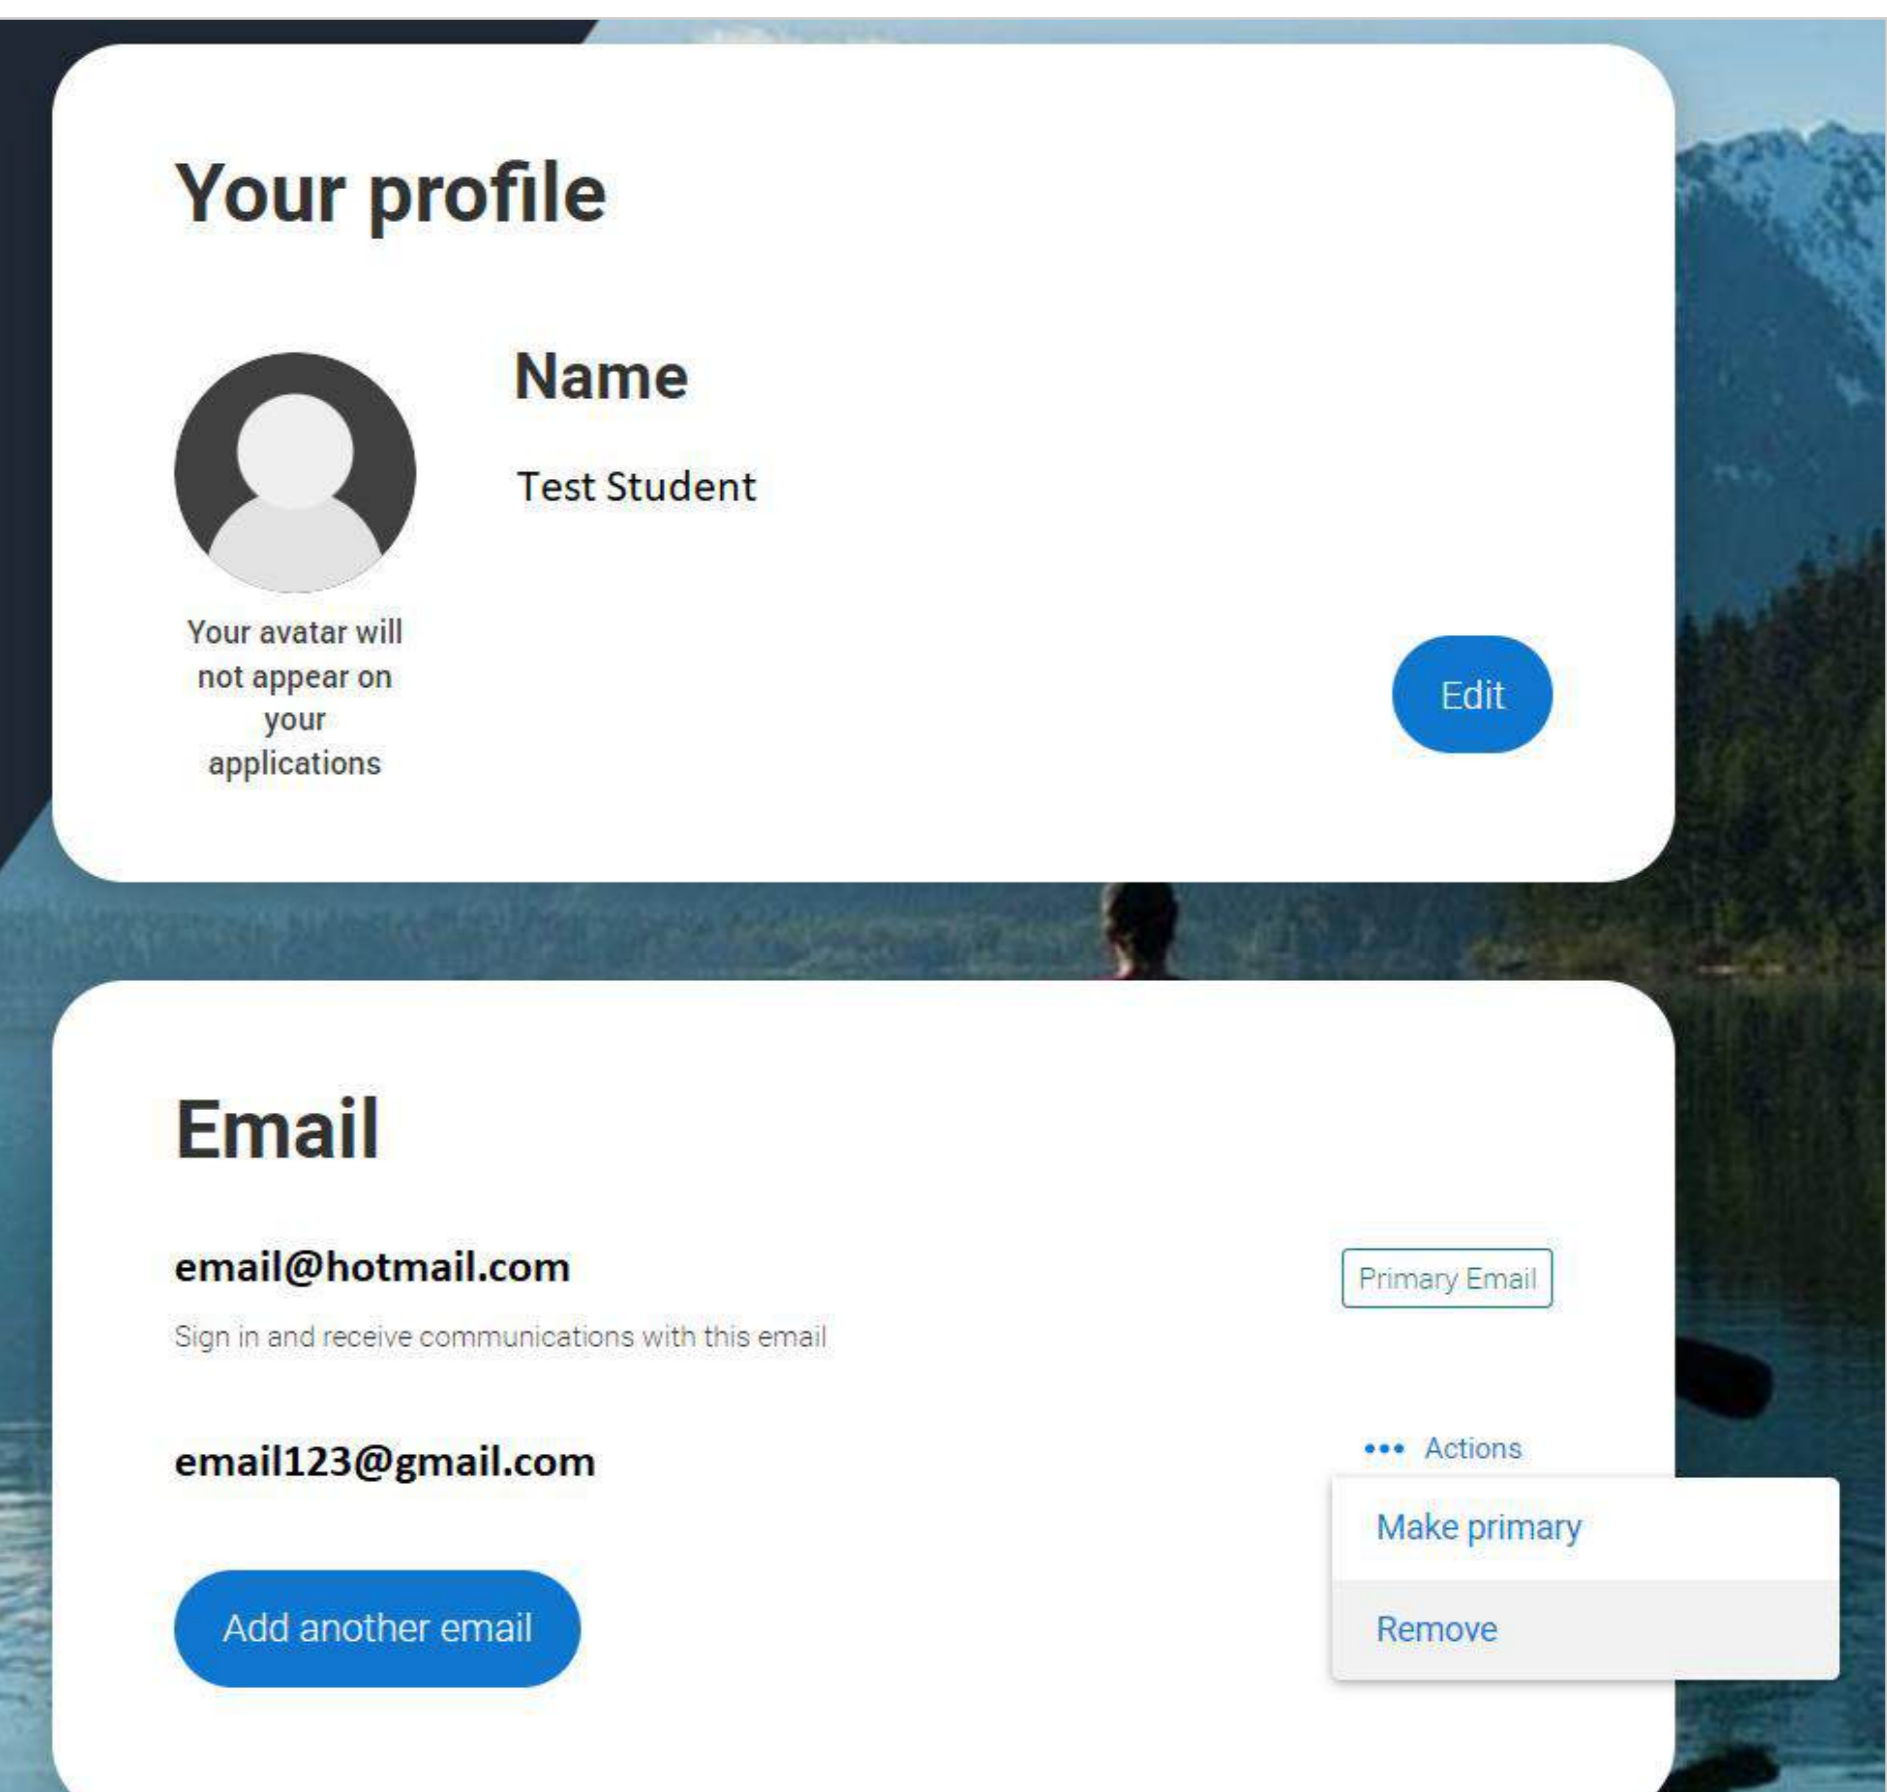 Your profile
Name
Test Student
Your avatar will
not appear on
your
applications
Edit
Email
email@hotmail.com
Primary Email
Sign in and receive communications with this email
email123@gmail.com
••• Actions
Make primary
Remove
Add another email